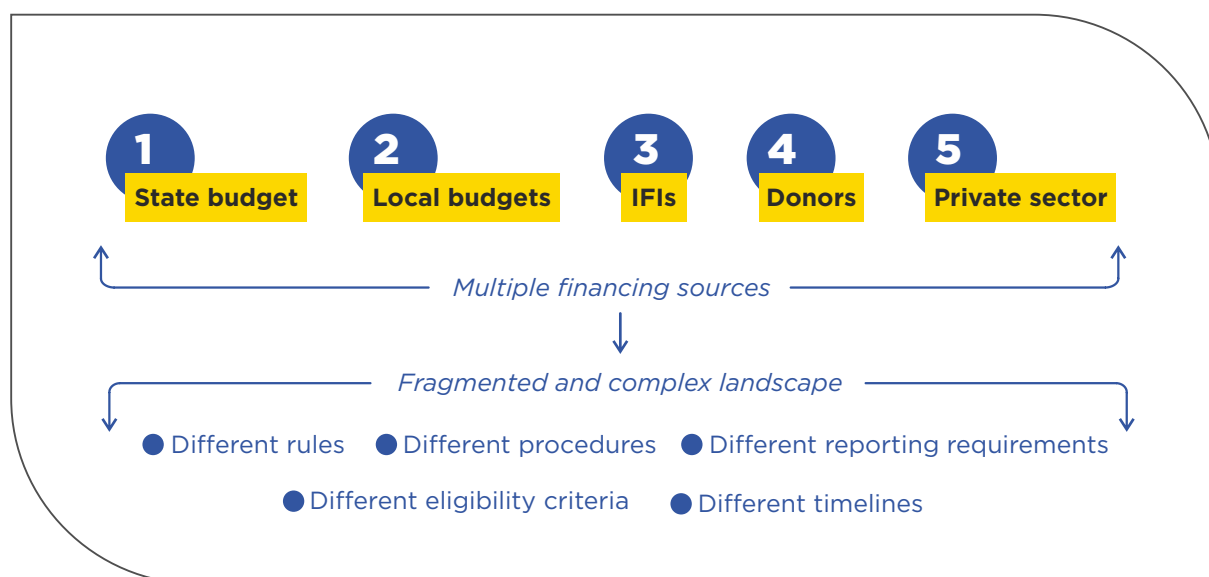 1 2 3 4 5
State budget Local budgets IFIs Donors Private sector
Multiple financing sources
Fragmented and complex landscape
Different rules Different procedures Different reporting requirements
Different eligibility criteria Different timelines